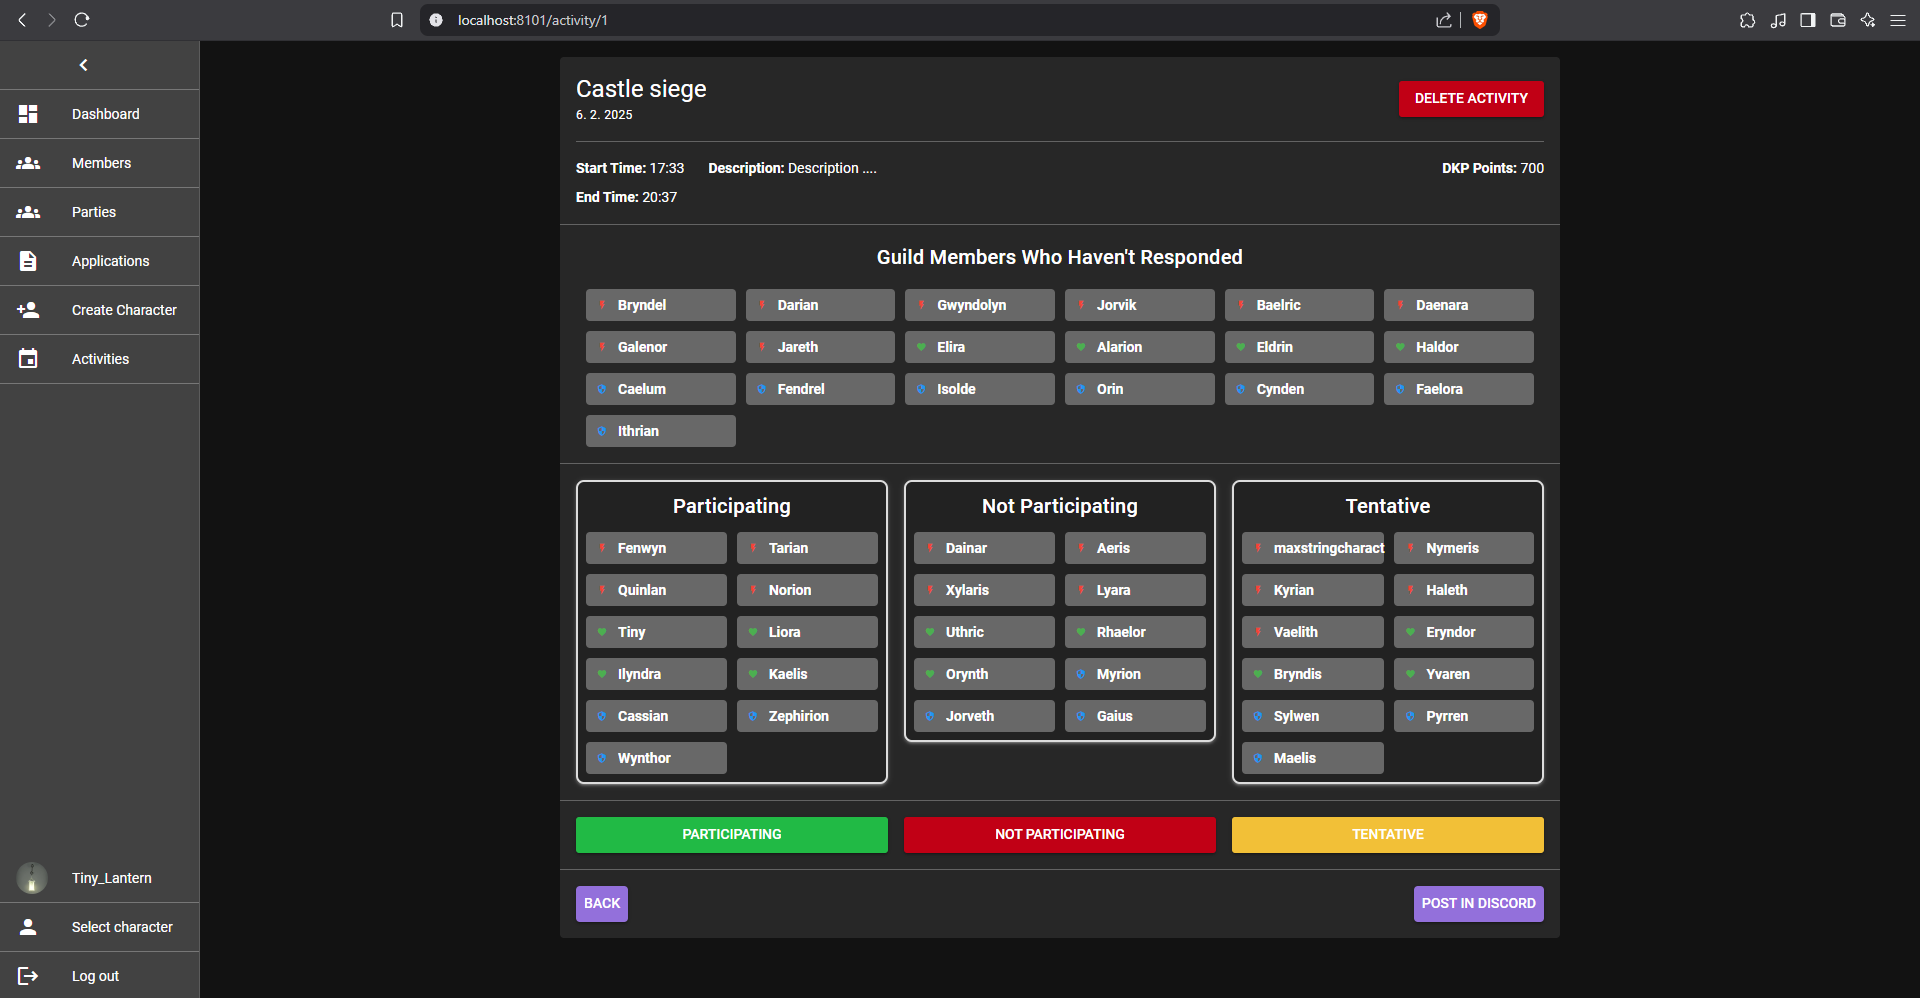 localhost:8101/activity/1
Dashboard
Members
Parties
Applications
Create Character
Activities
Tiny_Lantern
Select character
Log out
Castle siege
6. 2. 2025
DELETE ACTIVITY
Start Time: 17:33 Description: Description .... DKP Points: 700
End Time: 20:37
Guild Members Who Haven't Responded
Bryndel Darian Gwyndolyn Jorvik Baelric Daenara
Galenor Jareth Elira Alarion Eldrin Haldor
Caelum Fendrel Isolde Orin Cynden Faelora
Ithrian
Participating
Fenwyn Tarian
Quinlan Norion
Tiny Liora
Ilyndra Kaelis
Cassian Zephirion
Wynthor
Not Participating
Dainar Aeris
Xylaris Lyara
Uthric Rhaelor
Orynth Myrion
Jorveth Gaius
Tentative
maxstringcharact Nymeris
Kyrian Haleth
Vaelith Eryndor
Bryndis Yvaren
Sylwen Pyrren
Maelis
PARTICIPATING NOT PARTICIPATING TENTATIVE
BACK POST IN DISCORD